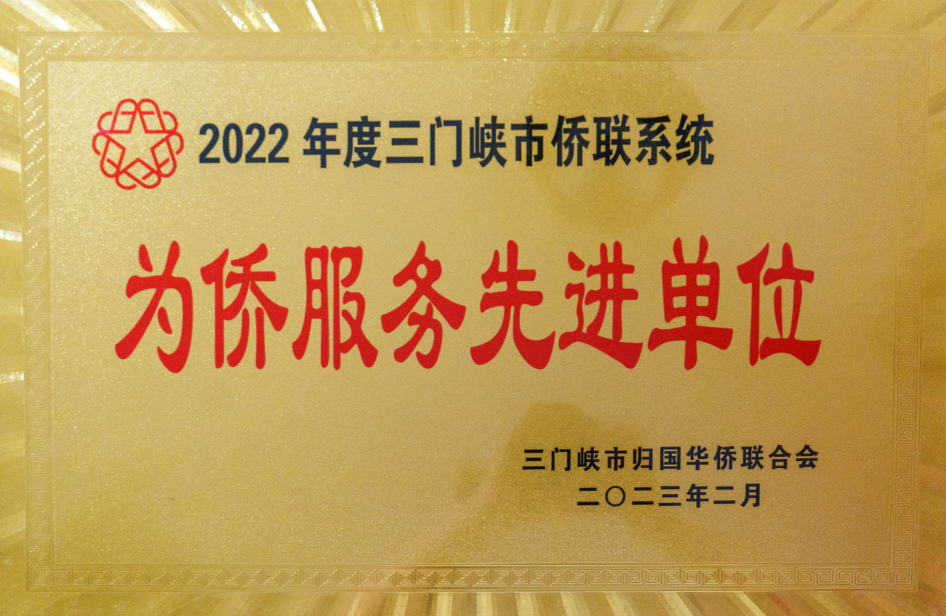 2022 年度三门峡市侨联系统
为侨服务先进单位
三门峡市归国华侨联合会
二〇二三年二月